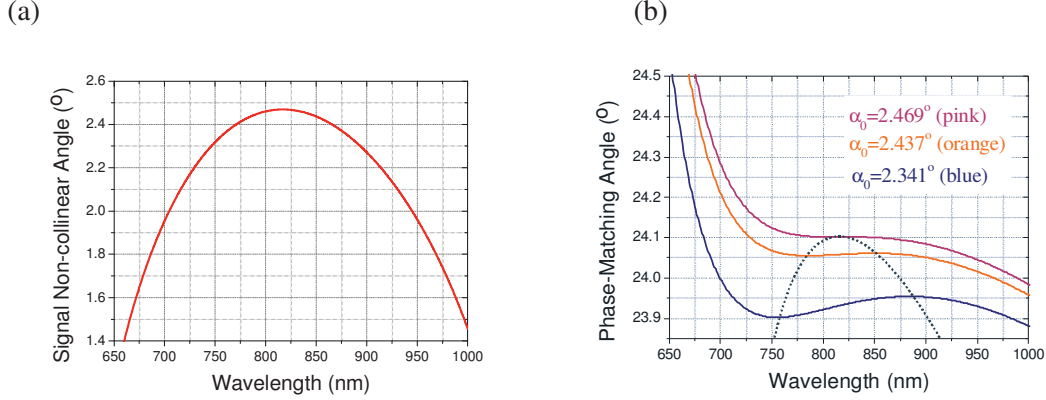 (a)
(b)
Signal Non-collinear Angle (°)
2.6
2.4
2.2
2.0
1.8
1.6
1.4
650 700 750 800 850 900 950 1000
Wavelength (nm)
Phase-Matching Angle (°)
24.5
24.4
24.3
24.2
24.1
24.0
23.9
α₀=2.469° (pink)
α₀=2.437° (orange)
α₀=2.341° (blue)
650 700 750 800 850 900 950 1000
Wavelength (nm)